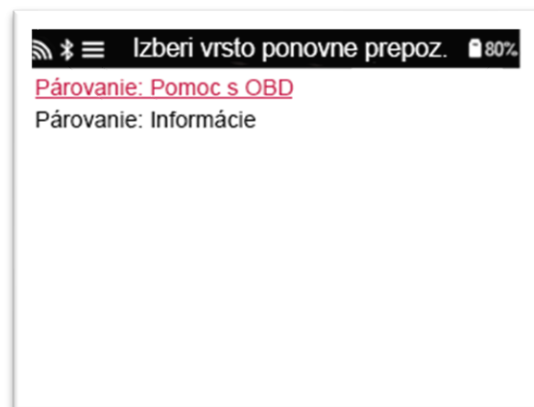 Izberi vrsto ponovne prepoz. 80%
Párovanie: Pomoc s OBD
Párovanie: Informácie